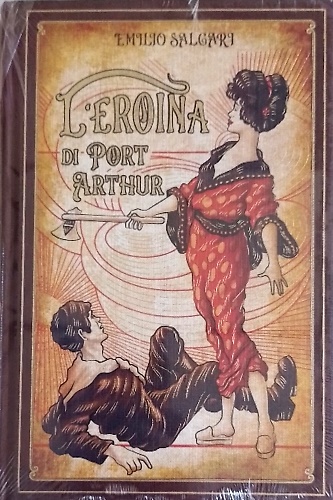 EMILIO SALGARI
L'EROINA
DI PORT
ARTHUR